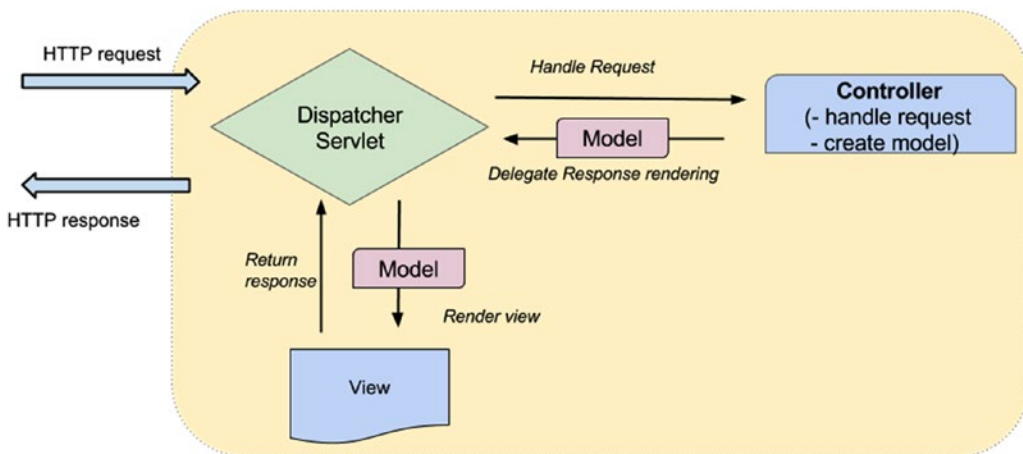 HTTP request
HTTP response
Dispatcher
Servlet
Handle Request
Model
Delegate Response rendering
Controller
(- handle request
- create model)
Return
response
Model
Render view
View